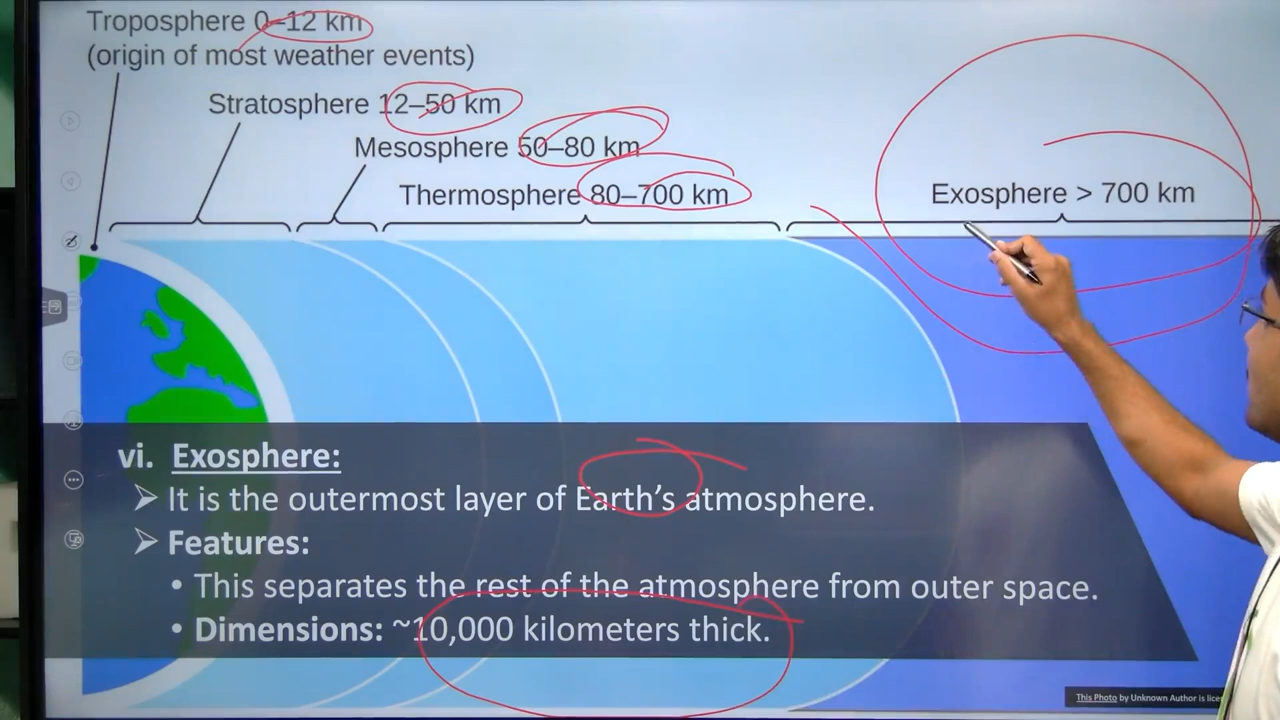 Troposphere 0–12 km
(origin of most weather events)
Stratosphere 12–50 km
Mesosphere 50–80 km
Thermosphere 80–700 km
Exosphere > 700 km
vi. Exosphere:
➢ It is the outermost layer of Earth’s atmosphere.
➢ Features:
• This separates the rest of the atmosphere from outer space.
• Dimensions: ~10,000 kilometers thick.
This Photo by Unknown Author is